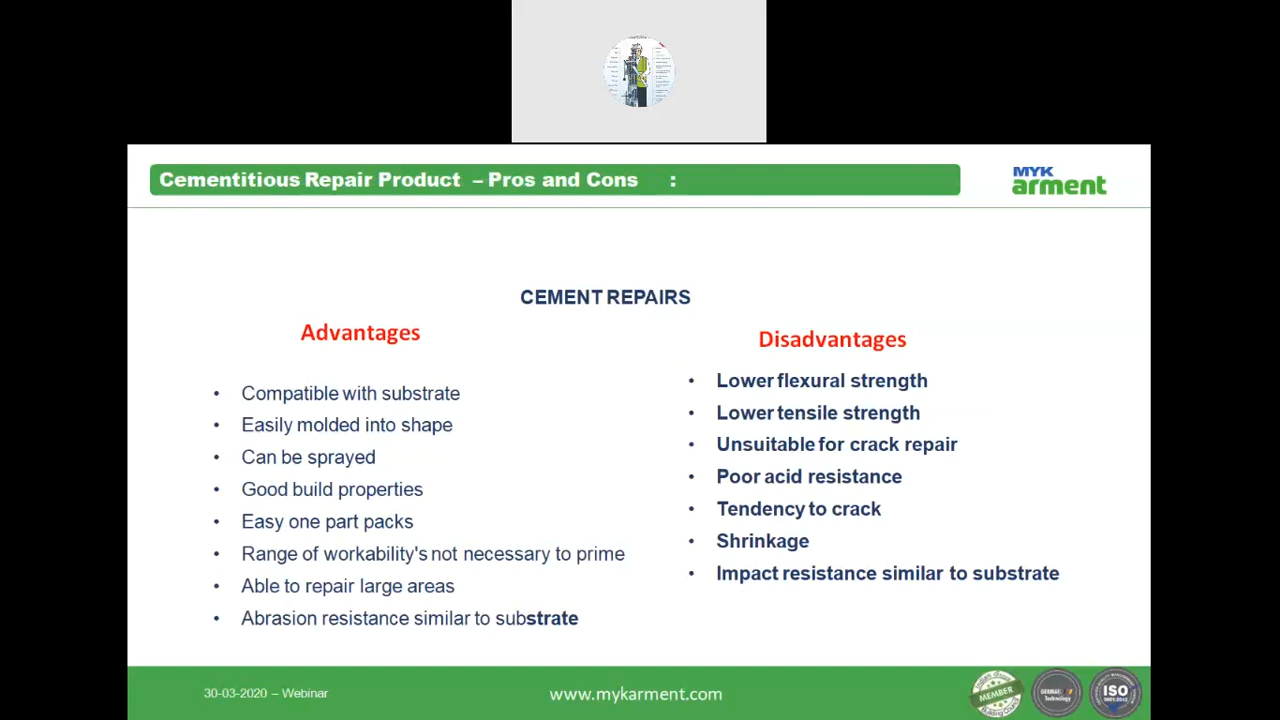 Cementitious Repair Product – Pros and Cons :
MYK
arment
CEMENT REPAIRS
Advantages
• Compatible with substrate
• Easily molded into shape
• Can be sprayed
• Good build properties
• Easy one part packs
• Range of workability's not necessary to prime
• Able to repair large areas
• Abrasion resistance similar to substrate
Disadvantages
• Lower flexural strength
• Lower tensile strength
• Unsuitable for crack repair
• Poor acid resistance
• Tendency to crack
• Shrinkage
• Impact resistance similar to substrate
30-03-2020 – Webinar
www.mykarment.com
MEMBER
GERMAN
Technology
ISO